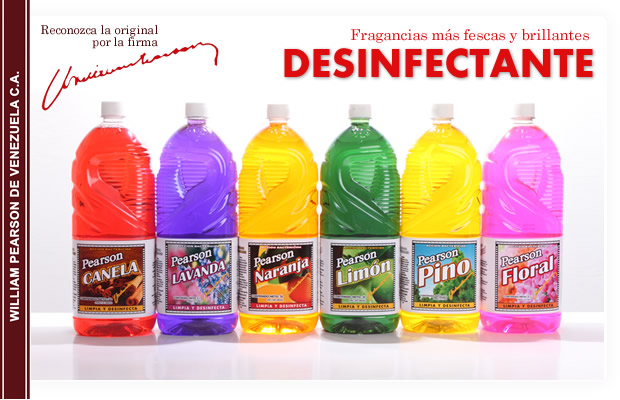 Reconozca la original
por la firma
Fragancias más fescas y brillantes
DESINFECTANTE
WILLIAM PEARSON DE VENEZUELA C.A.
Pearson
CANELA
LIMPIA Y DESINFECTA
Pearson
LAVANDA
LIMPIA Y DESINFECTA
Pearson
Naranja
LIMPIA Y DESINFECTA
Pearson
Limón
LIMPIA Y DESINFECTA
Pearson
Pino
LIMPIA Y DESINFECTA
Pearson
Floral
LIMPIA Y DESINFECTA